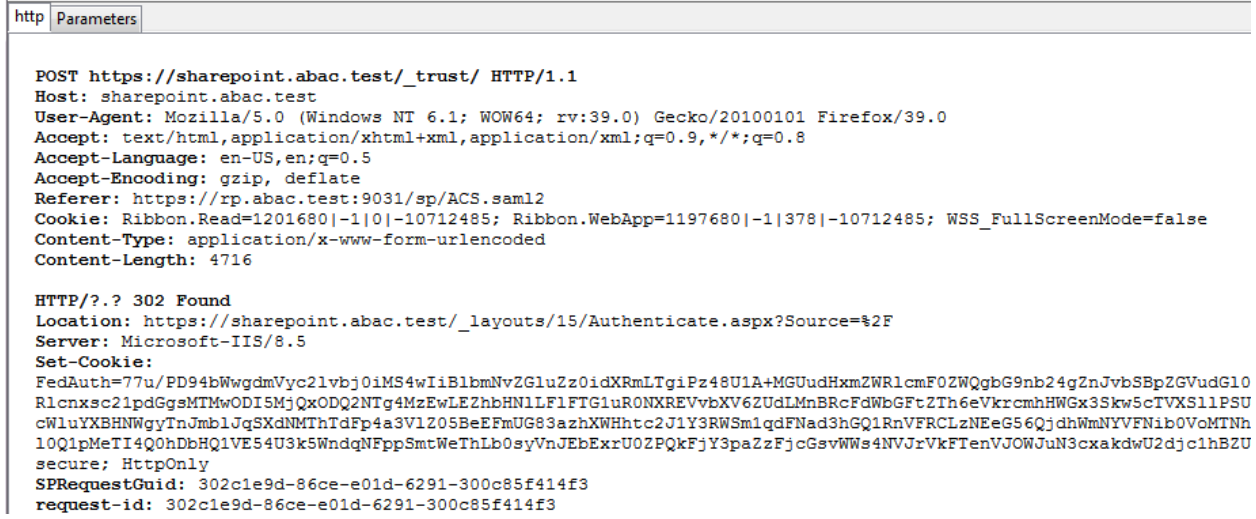 http Parameters
POST https://sharepoint.abac.test/_trust/ HTTP/1.1
Host: sharepoint.abac.test
User-Agent: Mozilla/5.0 (Windows NT 6.1; WOW64; rv:39.0) Gecko/20100101 Firefox/39.0
Accept: text/html,application/xhtml+xml,application/xml;q=0.9,*/*;q=0.8
Accept-Language: en-US,en;q=0.5
Accept-Encoding: gzip, deflate
Referer: https://rp.abac.test:9031/sp/ACS.saml2
Cookie: Ribbon.Read=1201680|-1|0|-10712485; Ribbon.WebApp=1197680|-1|378|-10712485; WSS_FullScreenMode=false
Content-Type: application/x-www-form-urlencoded
Content-Length: 4716
HTTP/?.? 302 Found
Location: https://sharepoint.abac.test/_layouts/15/Authenticate.aspx?Source=%2F
Server: Microsoft-IIS/8.5
Set-Cookie:
secure; HttpOnly
SPRequestGuid: 302c1e9d-86ce-e01d-6291-300c85f414f3
request-id: 302c1e9d-86ce-e01d-6291-300c85f414f3